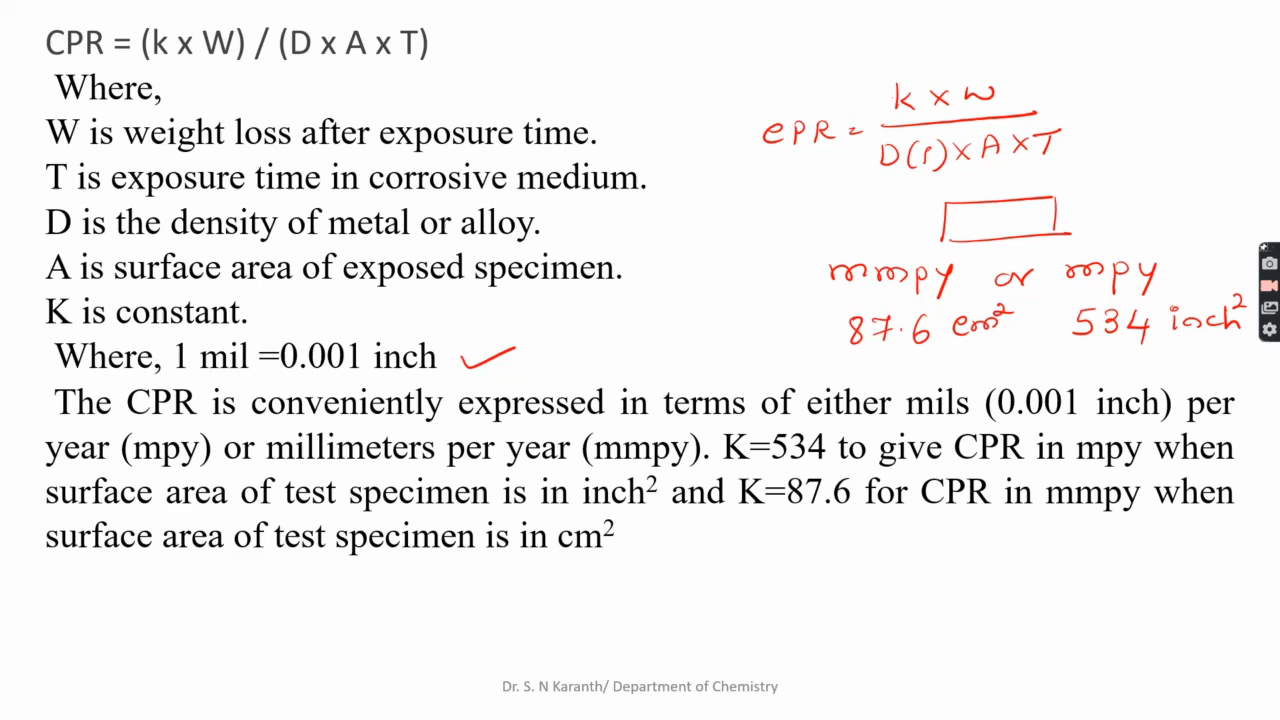 CPR = (k x W) / (D x A x T)
Where,
W is weight loss after exposure time.
T is exposure time in corrosive medium.
D is the density of metal or alloy.
A is surface area of exposed specimen.
K is constant.
Where, 1 mil =0.001 inch
The CPR is conveniently expressed in terms of either mils (0.001 inch) per
year (mpy) or millimeters per year (mmpy). K=534 to give CPR in mpy when
surface area of test specimen is in inch² and K=87.6 for CPR in mmpy when
surface area of test specimen is in cm²
k x W
CPR =
D(ρ) x A x T
mmpy or mpy
87.6 cm² 534 inch²
Dr. S. N Karanth/ Department of Chemistry